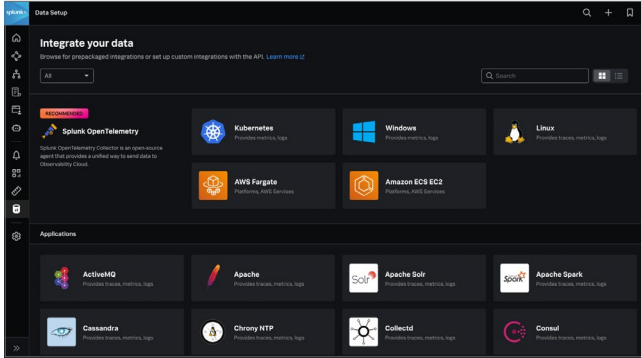 splunk>
Data Setup
Integrate your data
Browse for prepackaged integrations or set up custom integrations with the API. Learn more
All
Search
RECOMMENDED
Splunk OpenTelemetry
Splunk OpenTelemetry Collector is an open-source
agent that provides a unified way to send data to
Observability Cloud.
Kubernetes
Provides metrics, logs
Windows
Provides metrics, logs
Linux
Provides traces, metrics, logs
AWS Fargate
Platforms, AWS Services
Amazon ECS EC2
Platforms, AWS Services
Applications
ActiveMQ
Provides traces, metrics, logs
Apache
Provides traces, metrics, logs
Solr
Apache Solr
Provides traces, metrics, logs
Spark
Apache Spark
Provides traces, metrics, logs
Cassandra
Provides traces, metrics, logs
Chrony NTP
Provides traces, metrics, logs
Collectd
Provides traces, metrics, logs
Consul
Provides traces, metrics, logs